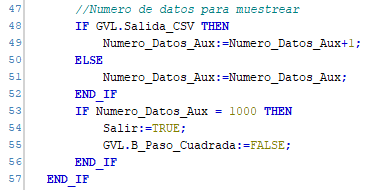 47 //Numero de datos para muestrear
48 IF GVL.Salida_CSV THEN
49 Numero_Datos_Aux:=Numero_Datos_Aux+1;
50 ELSE
51 Numero_Datos_Aux:=Numero_Datos_Aux;
52 END_IF
53 IF Numero_Datos_Aux = 1000 THEN
54 Salir:=TRUE;
55 GVL.B_Paso_Cuadrada:=FALSE;
56 END_IF
57 END_IF